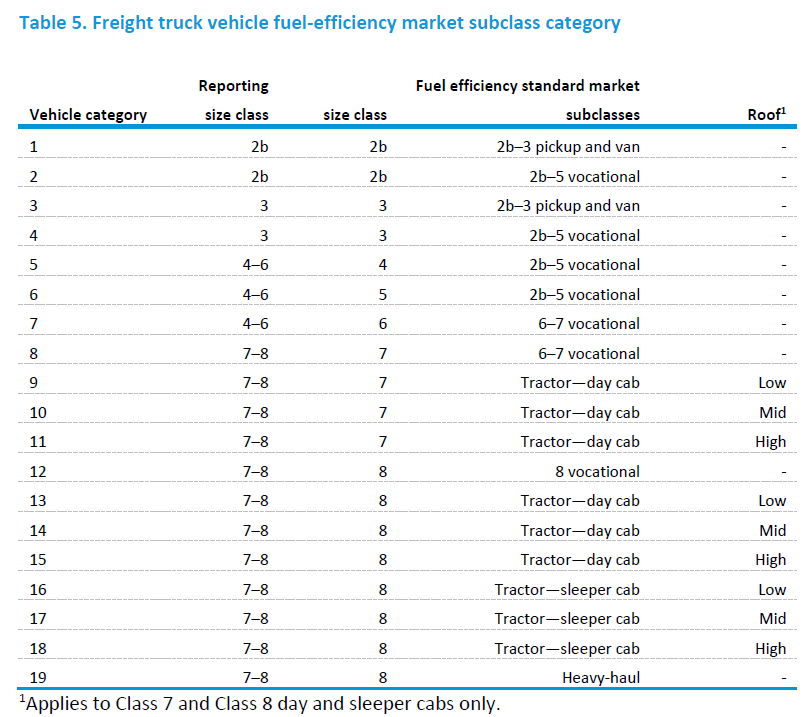 Table 5. Freight truck vehicle fuel-efficiency market subclass category
Reporting Fuel efficiency standard market
Vehicle category size class size class subclasses Roof¹
1 2b 2b 2b–3 pickup and van -
2 2b 2b 2b–5 vocational -
3 3 3 2b–3 pickup and van -
4 3 3 2b–5 vocational -
5 4–6 4 2b–5 vocational -
6 4–6 5 2b–5 vocational -
7 4–6 6 6–7 vocational -
8 7–8 7 6–7 vocational -
9 7–8 7 Tractor—day cab Low
10 7–8 7 Tractor—day cab Mid
11 7–8 7 Tractor—day cab High
12 7–8 8 8 vocational -
13 7–8 8 Tractor—day cab Low
14 7–8 8 Tractor—day cab Mid
15 7–8 8 Tractor—day cab High
16 7–8 8 Tractor—sleeper cab Low
17 7–8 8 Tractor—sleeper cab Mid
18 7–8 8 Tractor—sleeper cab High
19 7–8 8 Heavy-haul -
¹Applies to Class 7 and Class 8 day and sleeper cabs only.